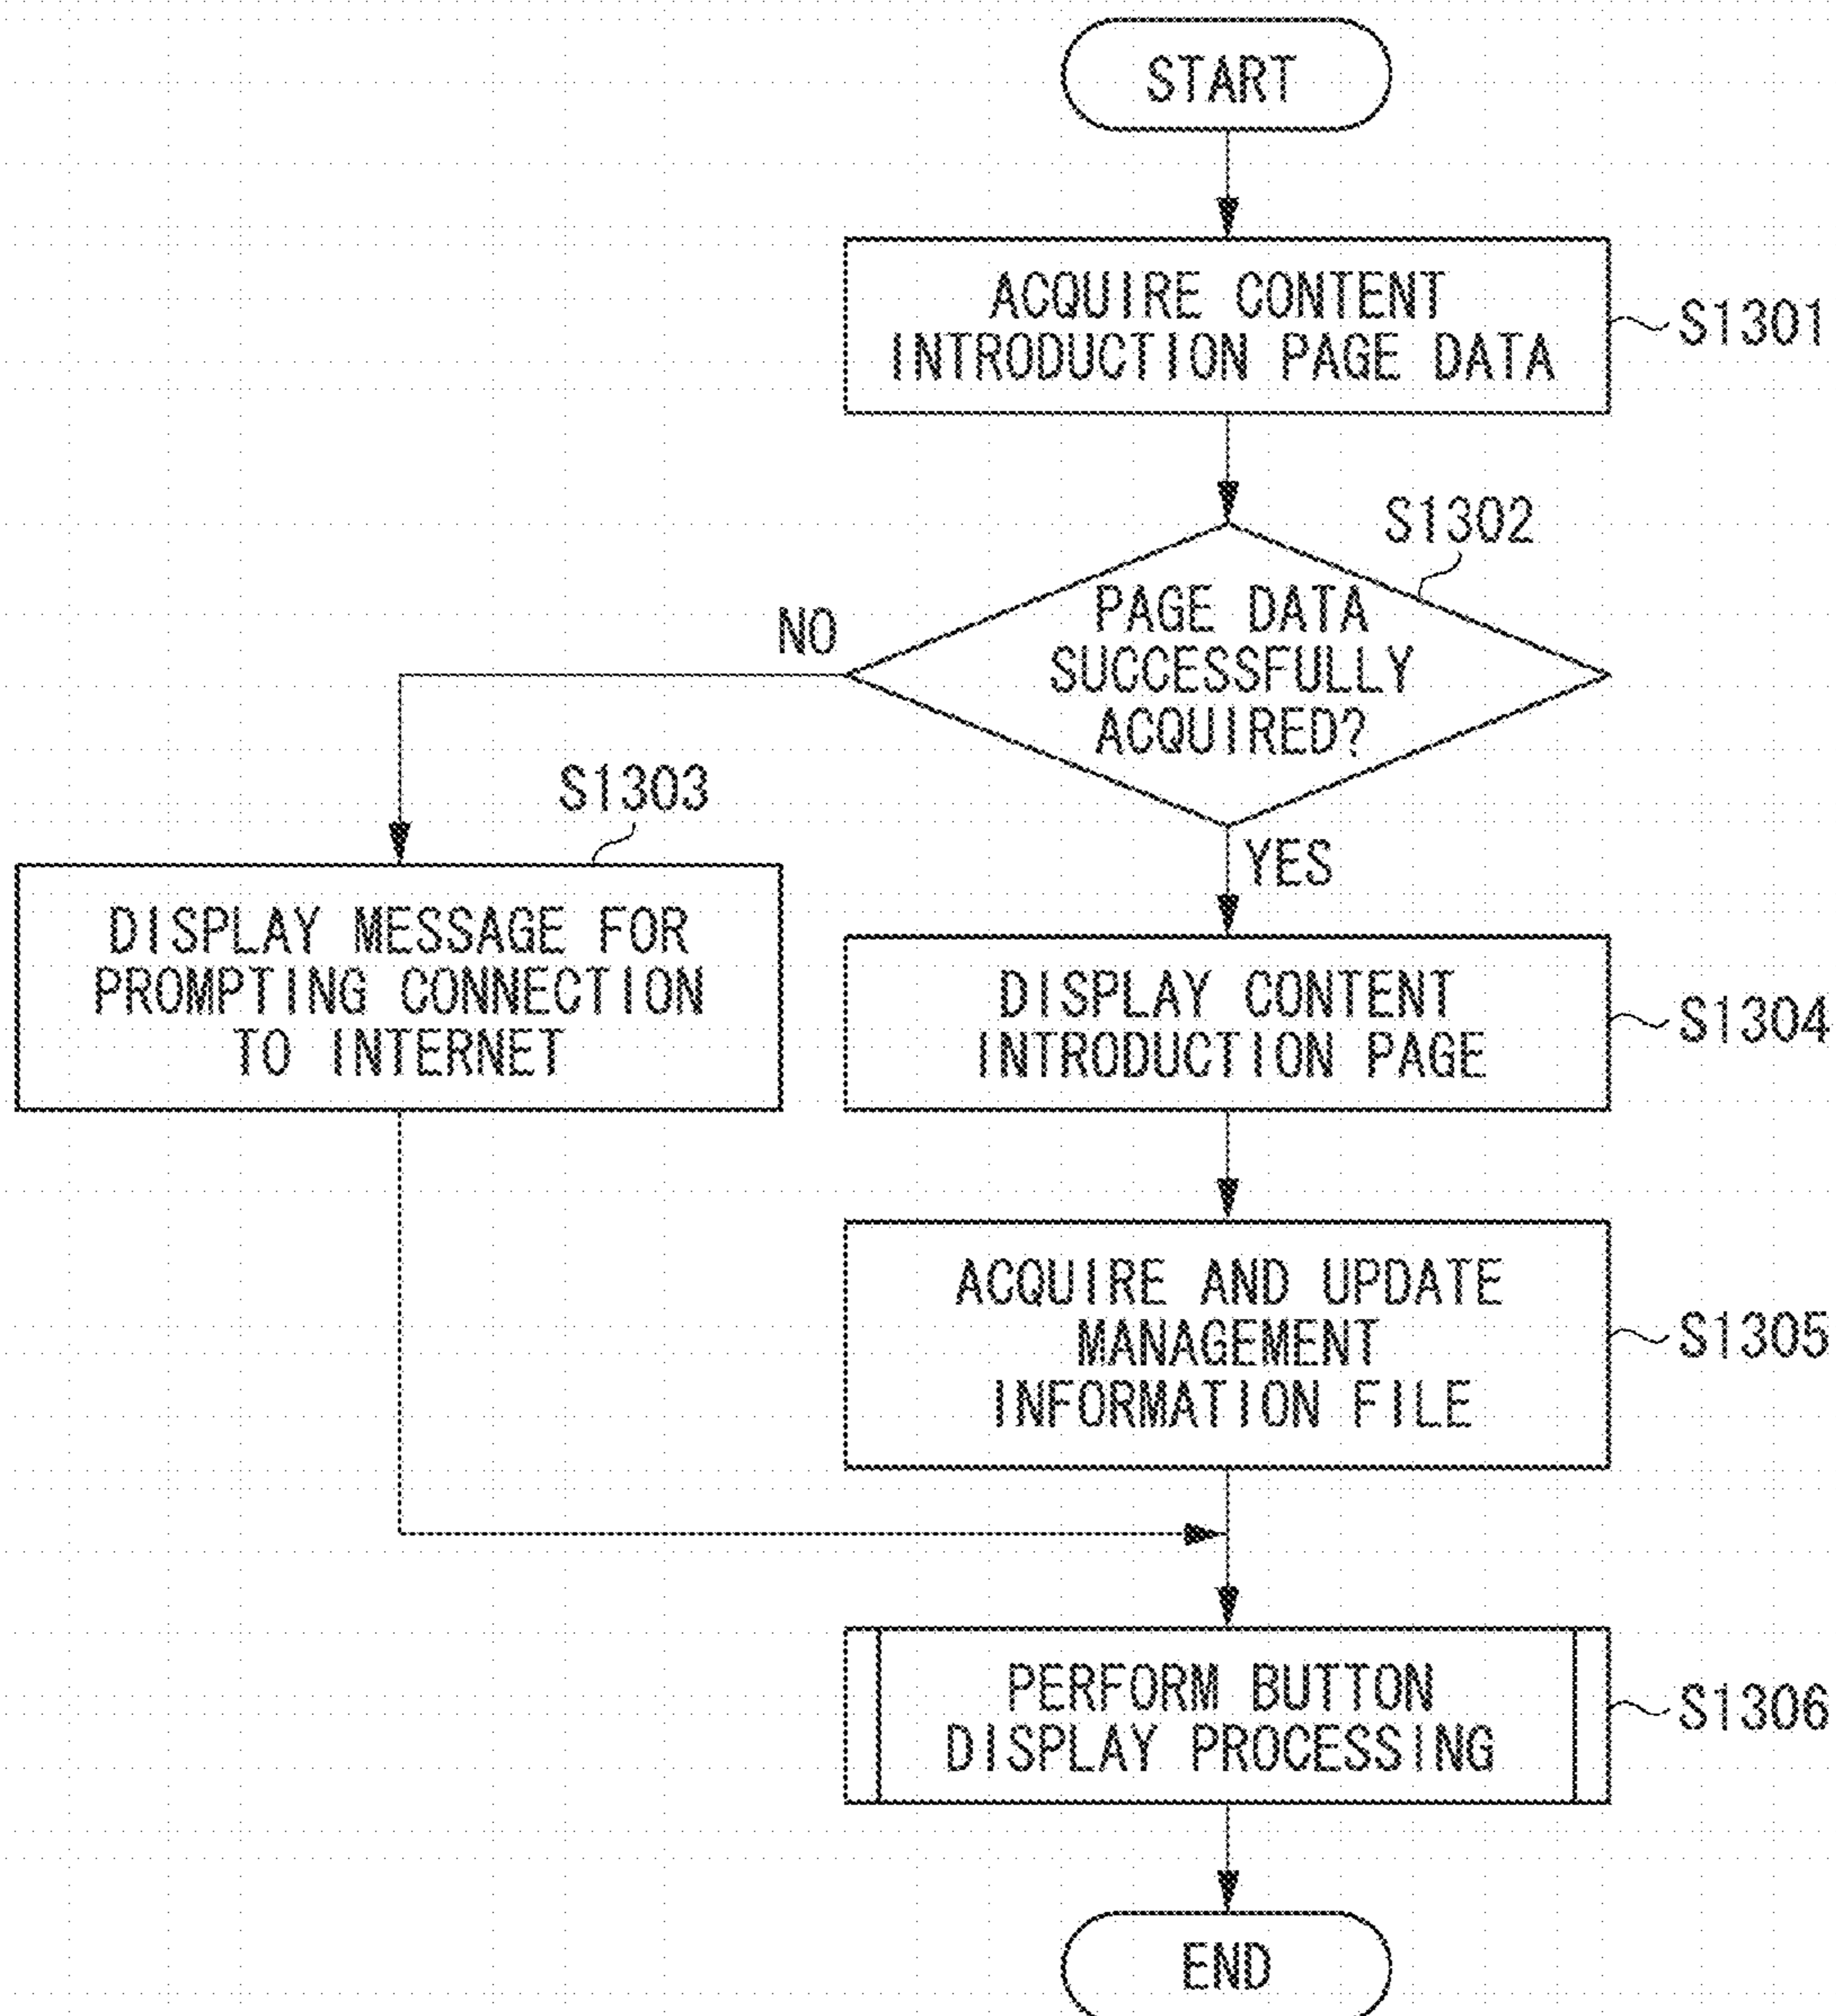 START
ACQUIRE CONTENT
INTRODUCTION PAGE DATA
S1301
S1302
PAGE DATA
SUCCESSFULLY
ACQUIRED?
NO
YES
S1303
DISPLAY MESSAGE FOR
PROMPTING CONNECTION
TO INTERNET
DISPLAY CONTENT
INTRODUCTION PAGE
S1304
ACQUIRE AND UPDATE
MANAGEMENT
INFORMATION FILE
S1305
PERFORM BUTTON
DISPLAY PROCESSING
S1306
END